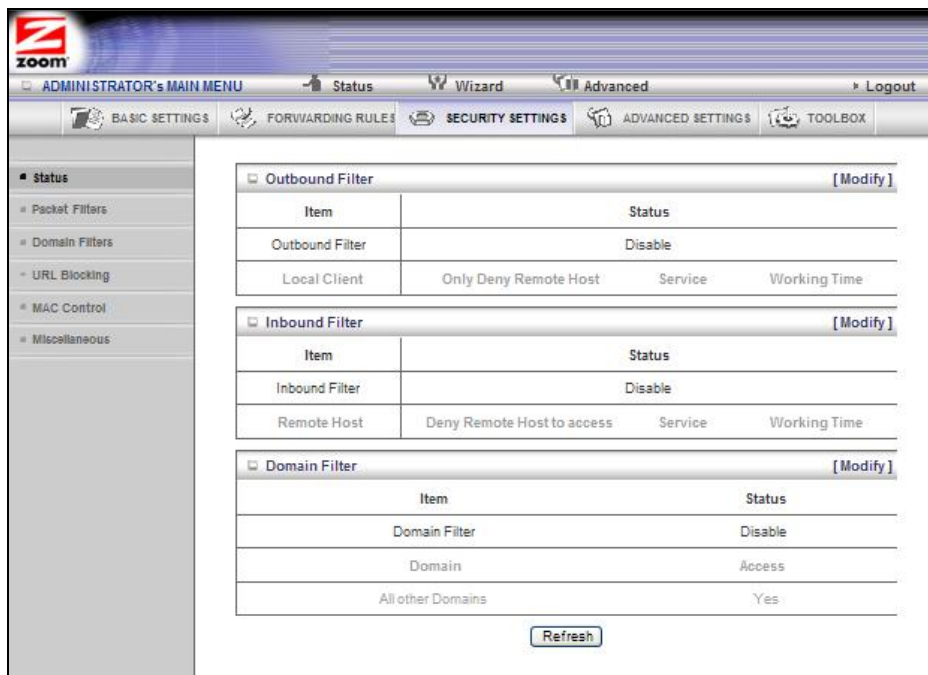 zoom
ADMINISTRATOR's MAIN MENU Status Wizard Advanced Logout
BASIC SETTINGS FORWARDING RULES SECURITY SETTINGS ADVANCED SETTINGS TOOLBOX
Status
Packet Filters
Domain Filters
URL Blocking
MAC Control
Miscellaneous
Outbound Filter [Modify]
Item Status
Outbound Filter Disable
Local Client Only Deny Remote Host Service Working Time
Inbound Filter [Modify]
Item Status
Inbound Filter Disable
Remote Host Deny Remote Host to access Service Working Time
Domain Filter [Modify]
Item Status
Domain Filter Disable
Domain Access
All other Domains Yes
Refresh